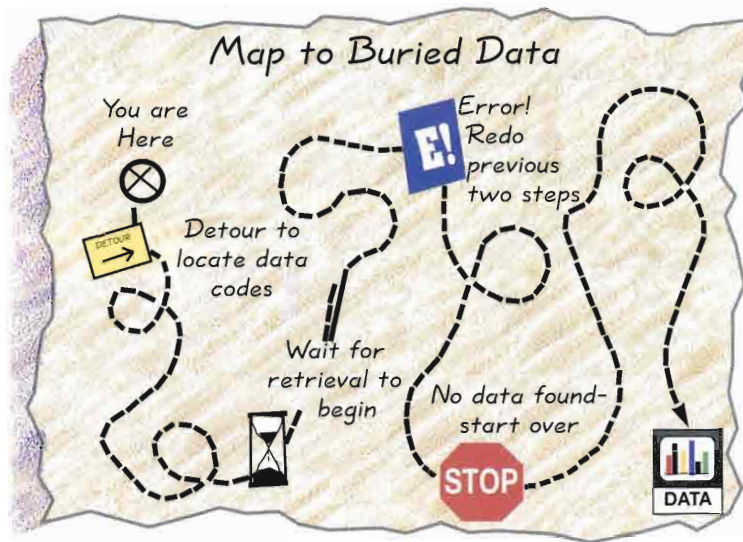 Map to Buried Data
You are
Here
DETOUR
Detour to
locate data
codes
Wait for
retrieval to
begin
E!
Error!
Redo
previous
two steps
No data found-
start over
STOP
DATA